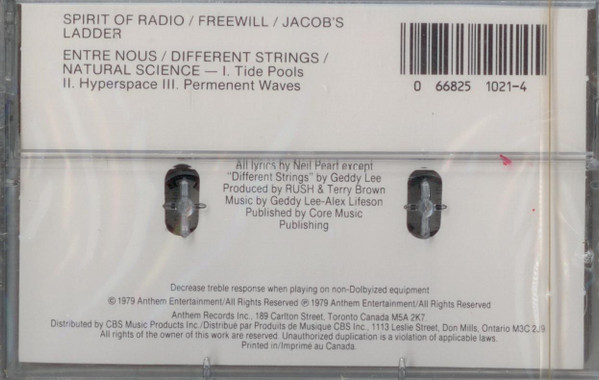 SPIRIT OF RADIO / FREEWILL / JACOB'S
LADDER
ENTRE NOUS / DIFFERENT STRINGS /
NATURAL SCIENCE — I. Tide Pools
II. Hyperspace III. Permenent Waves
0 66825 1021-4
All lyrics by Neil Peart except
"Different Strings" by Geddy Lee
Produced by RUSH & Terry Brown
Music by Geddy Lee-Alex Lifeson
Published by Core Music
Publishing
Decrease treble response when playing on non-Dolbyized equipment
© 1979 Anthem Entertainment/All Rights Reserved ℗ 1979 Anthem Entertainment/All Rights Reserved
Anthem Records Inc., 189 Carlton Street, Toronto Canada M5A 2K7.
Distributed by CBS Music Products Inc./Distribué par Produits de Musique CBS Inc., 1113 Leslie Street, Don Mills, Ontario M3C 2J9
All rights of the owner of this work are reserved. Unauthorized duplication is a violation of applicable laws.
Printed in/Imprimé au Canada.